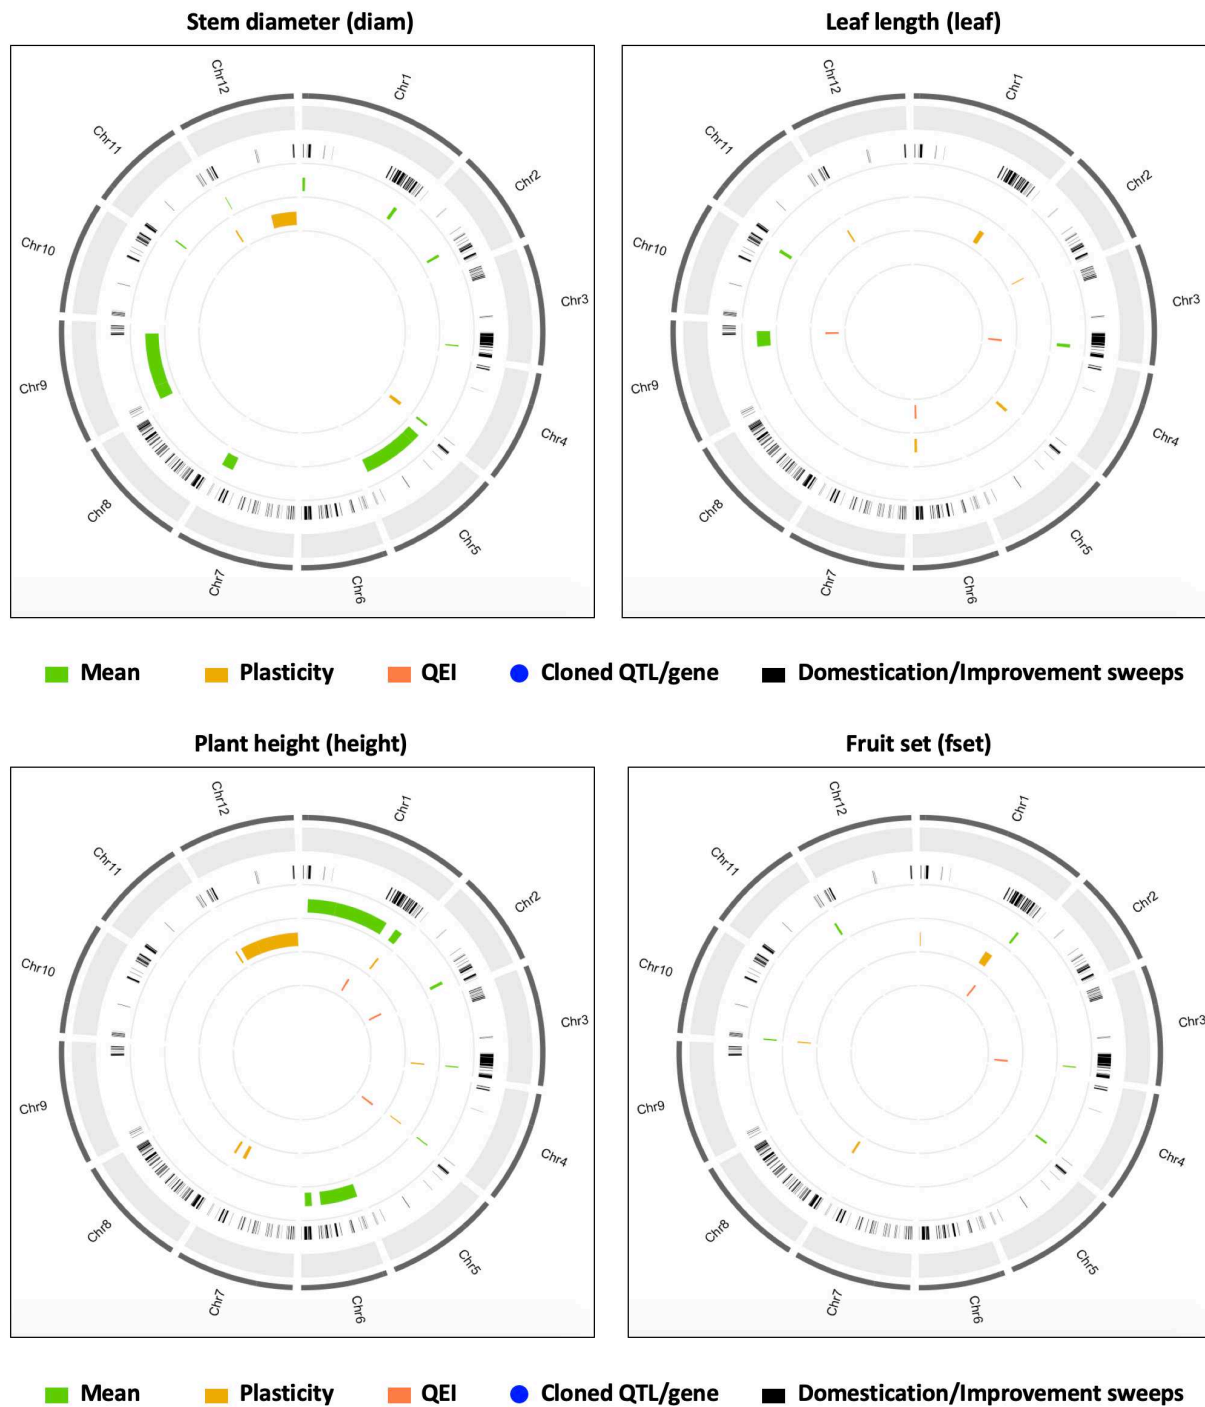 Stem diameter (diam)
Leaf length (leaf)
Chr1
Chr2
Chr3
Chr4
Chr5
Chr6
Chr7
Chr8
Chr9
Chr10
Chr11
Chr12
Chr1
Chr2
Chr3
Chr4
Chr5
Chr6
Chr7
Chr8
Chr9
Chr10
Chr11
Chr12
Mean Plasticity QEI Cloned QTL/gene Domestication/Improvement sweeps
Plant height (height)
Fruit set (fset)
Chr1
Chr2
Chr3
Chr4
Chr5
Chr6
Chr7
Chr8
Chr9
Chr10
Chr11
Chr12
Chr1
Chr2
Chr3
Chr4
Chr5
Chr6
Chr7
Chr8
Chr9
Chr10
Chr11
Chr12
Mean Plasticity QEI Cloned QTL/gene Domestication/Improvement sweeps